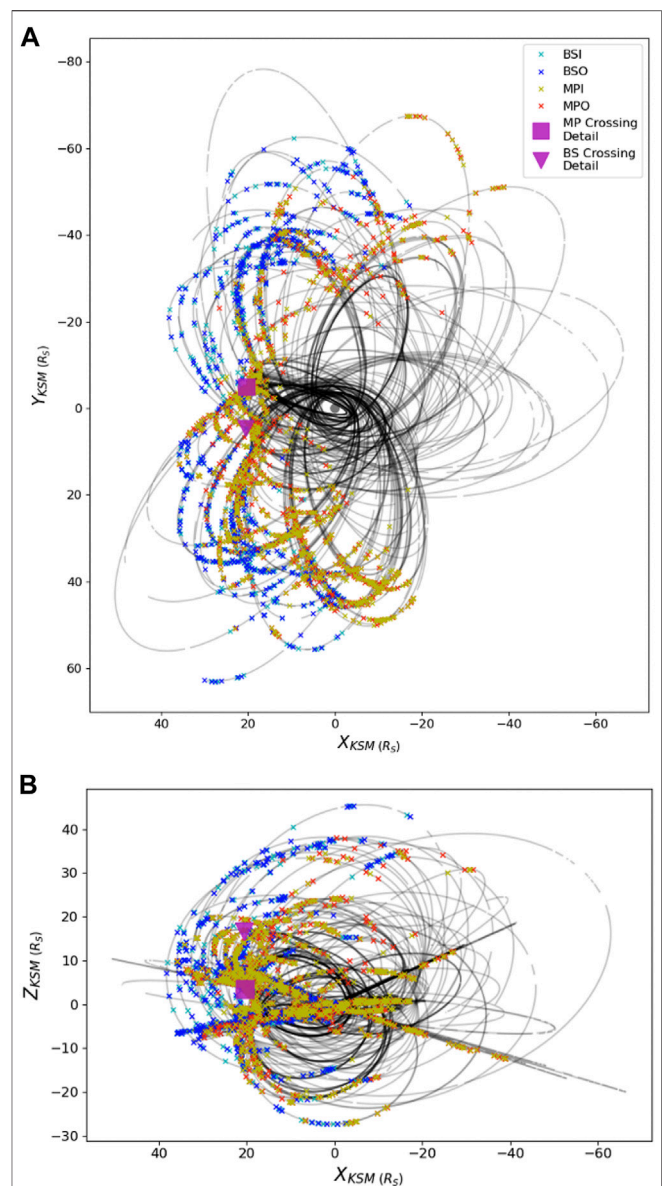 A
−80
−60
−40
−20
0
20
40
60
Y_KSM (R_S)
BSI
BSO
MPI
MPO
MP Crossing
Detail
BS Crossing
Detail
40
20
0
−20
−40
−60
X_KSM (R_S)
B
40
30
20
10
0
−10
−20
−30
Z_KSM (R_S)
40
20
0
−20
−40
−60
X_KSM (R_S)